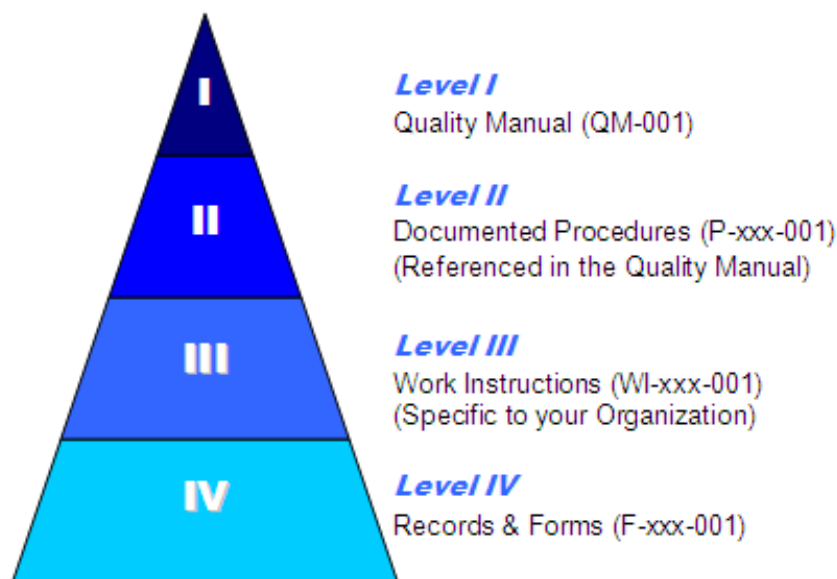 I
Level I
Quality Manual (QM-001)
II
Level II
Documented Procedures (P-xxx-001)
(Referenced in the Quality Manual)
III
Level III
Work Instructions (WI-xxx-001)
(Specific to your Organization)
IV
Level IV
Records & Forms (F-xxx-001)